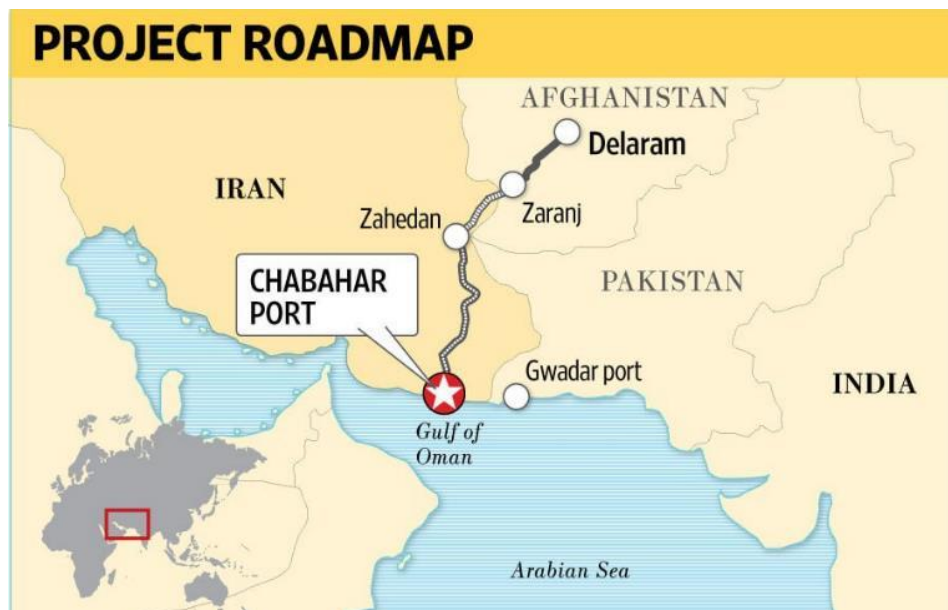 PROJECT ROADMAP
AFGHANISTAN
Delaram
IRAN
Zaranj
Zahedan
CHABAHAR
PORT
PAKISTAN
Gwadar port
INDIA
Gulf of
Oman
Arabian Sea